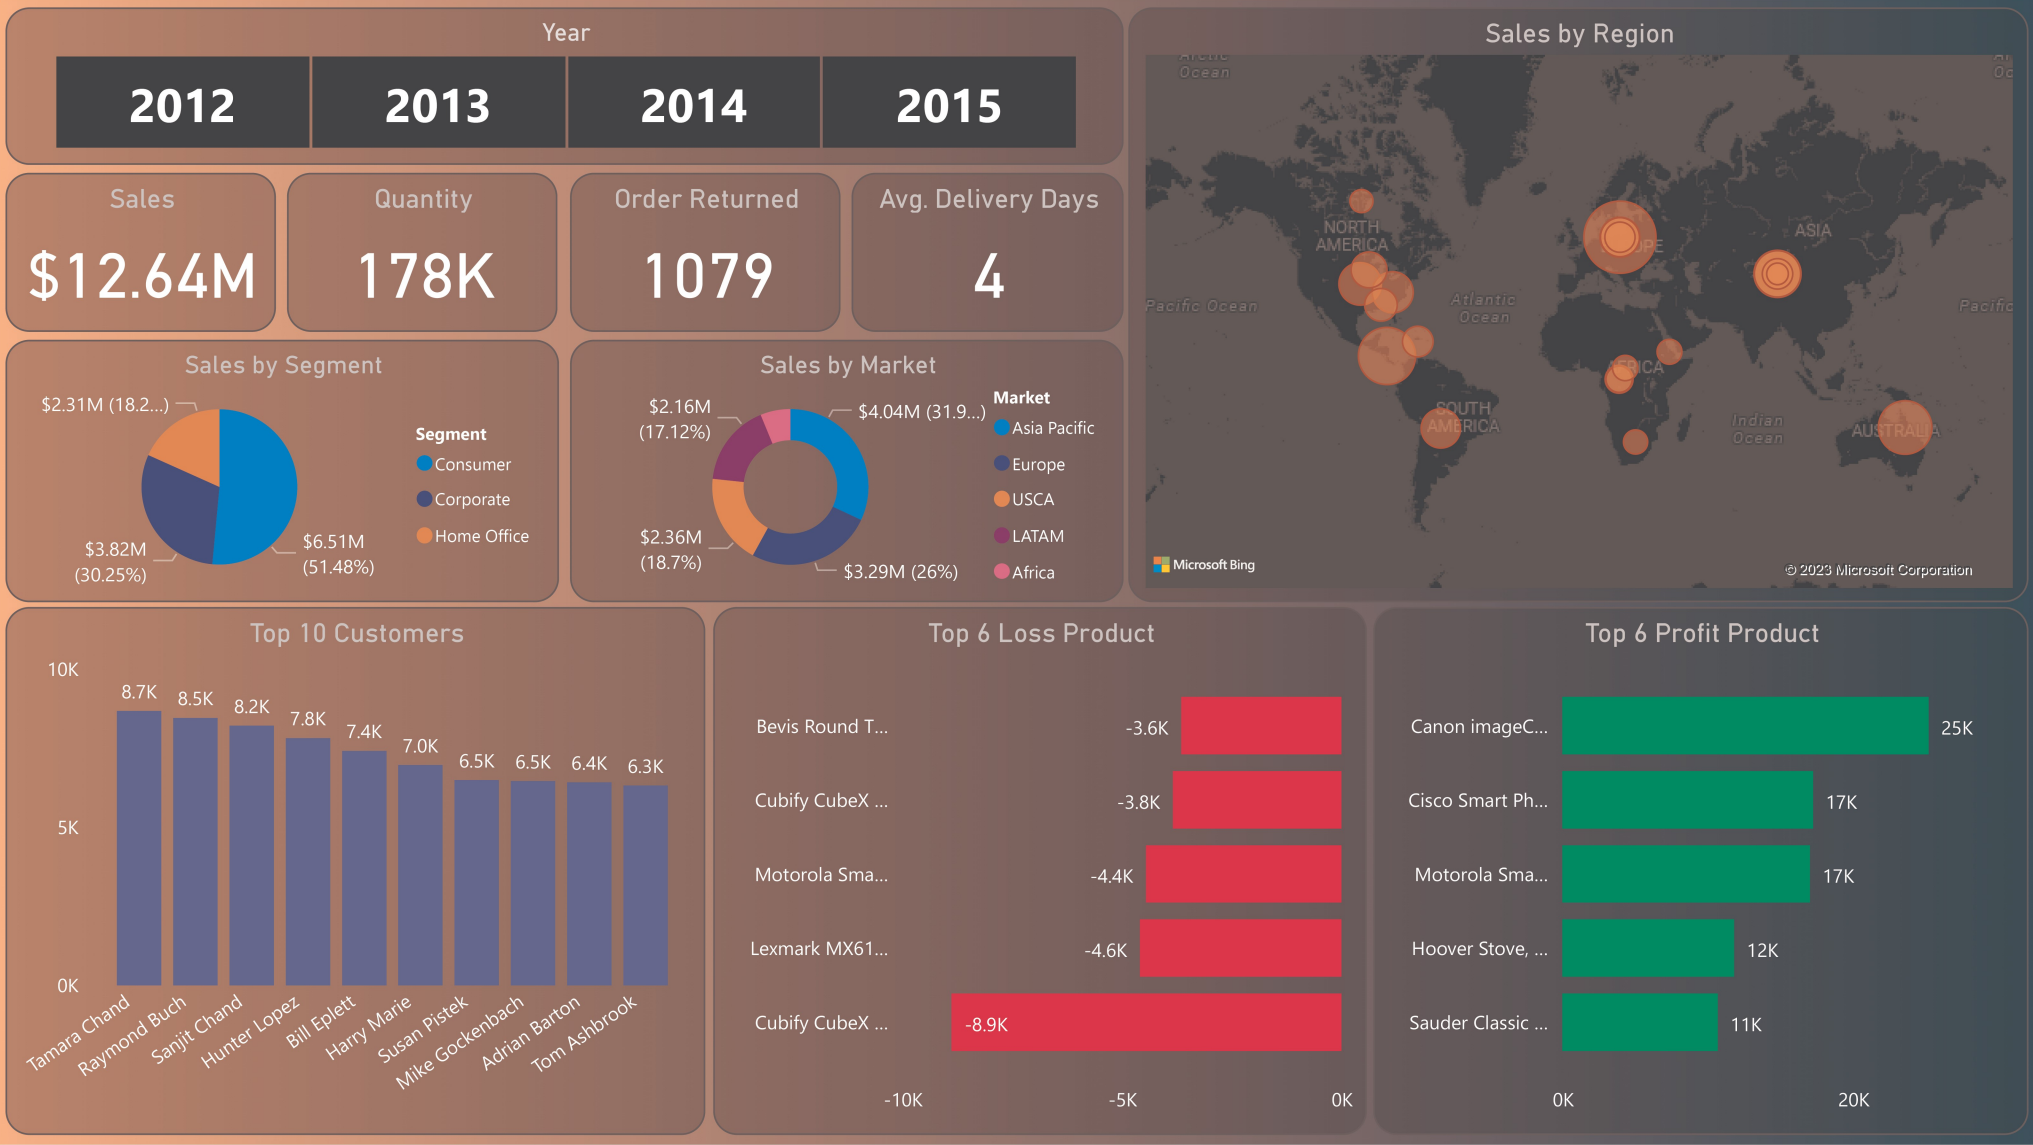 Year
2012
2013
2014
2015
Sales
$12.64M
Quantity
178K
Order Returned
1079
Avg. Delivery Days
4
Sales by Segment
$2.31M (18.2...)
$3.82M
(30.25%)
$6.51M
(51.48%)
Segment
Consumer
Corporate
Home Office
Sales by Market
$2.16M
(17.12%)
$4.04M (31.9...)
$2.36M
(18.7%)
$3.29M (26%)
Market
Asia Pacific
Europe
USCA
LATAM
Africa
Sales by Region
Arctic
Ocean
NORTH
AMERICA
ASIA
Pacific Ocean
Atlantic
Ocean
Pacific
SOUTH
AMERICA
Indian
Ocean
AUSTRALIA
Microsoft Bing
© 2023 Microsoft Corporation
Top 10 Customers
10K
5K
0K
8.7K
8.5K
8.2K
7.8K
7.4K
7.0K
6.5K
6.5K
6.4K
6.3K
Tamara Chand
Raymond Buch
Sanjit Chand
Hunter Lopez
Bill Eplett
Harry Marie
Susan Pistek
Mike Gockenbach
Adrian Barton
Tom Ashbrook
Top 6 Loss Product
Bevis Round T...
-3.6K
Cubify CubeX ...
-3.8K
Motorola Sma...
-4.4K
Lexmark MX61...
-4.6K
Cubify CubeX ...
-8.9K
-10K
-5K
0K
Top 6 Profit Product
Canon imageC...
25K
Cisco Smart Ph...
17K
Motorola Sma...
17K
Hoover Stove, ...
12K
Sauder Classic ...
11K
0K
20K